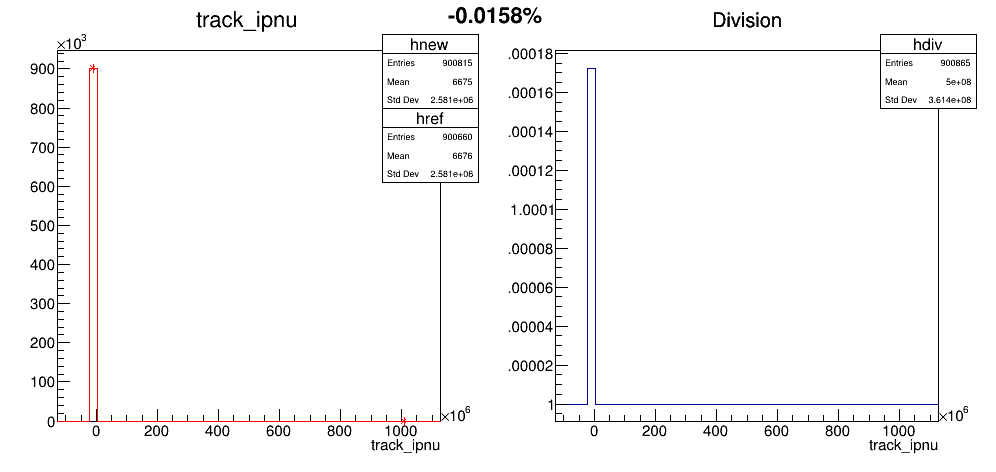 -0.0158%
track_ipnu
×10³
hnew
Entries 900815
Mean 6675
Std Dev 2.581e+06
href
Entries 900660
Mean 6676
Std Dev 2.581e+06
900
800
700
600
500
400
300
200
100
0
0 200 400 600 800 1000 ×10⁶
track_ipnu
Division
hdiv
Entries 900865
Mean 5e+08
Std Dev 3.614e+08
.00018
.00016
.00014
.00012
1.0001
.00008
.00006
.00004
.00002
1
0 200 400 600 800 1000 ×10⁶
track_ipnu